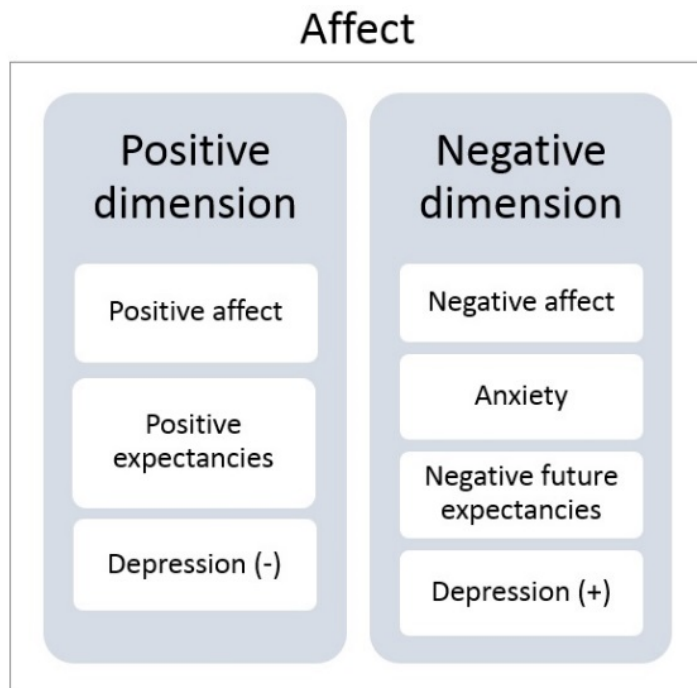 Affect
Positive
dimension
Positive affect
Positive
expectancies
Depression (-)
Negative
dimension
Negative affect
Anxiety
Negative future
expectancies
Depression (+)